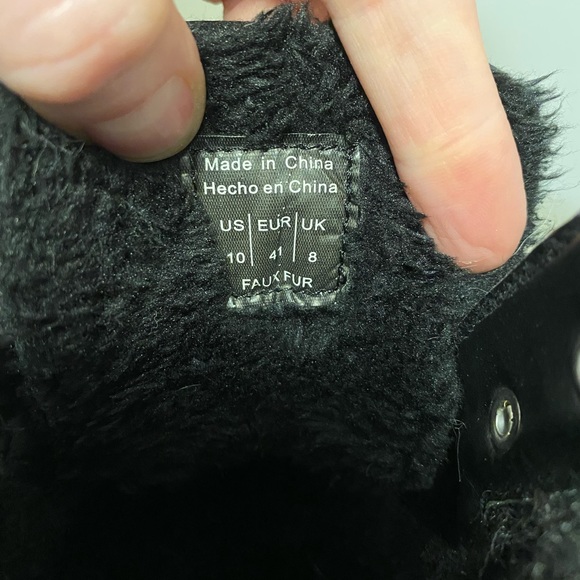 Made in China
Hecho en China
US | EUR | UK
10 | 41 | 8
FAUX FUR